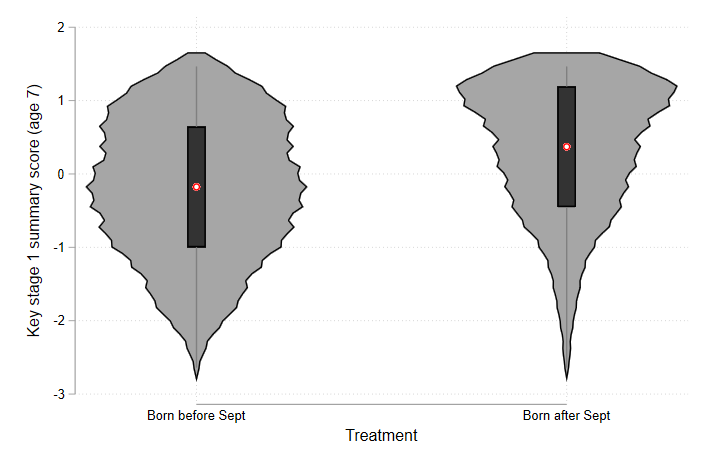 Key stage 1 summary score (age 7)
2
1
0
-1
-2
-3
Born before Sept
Born after Sept
Treatment